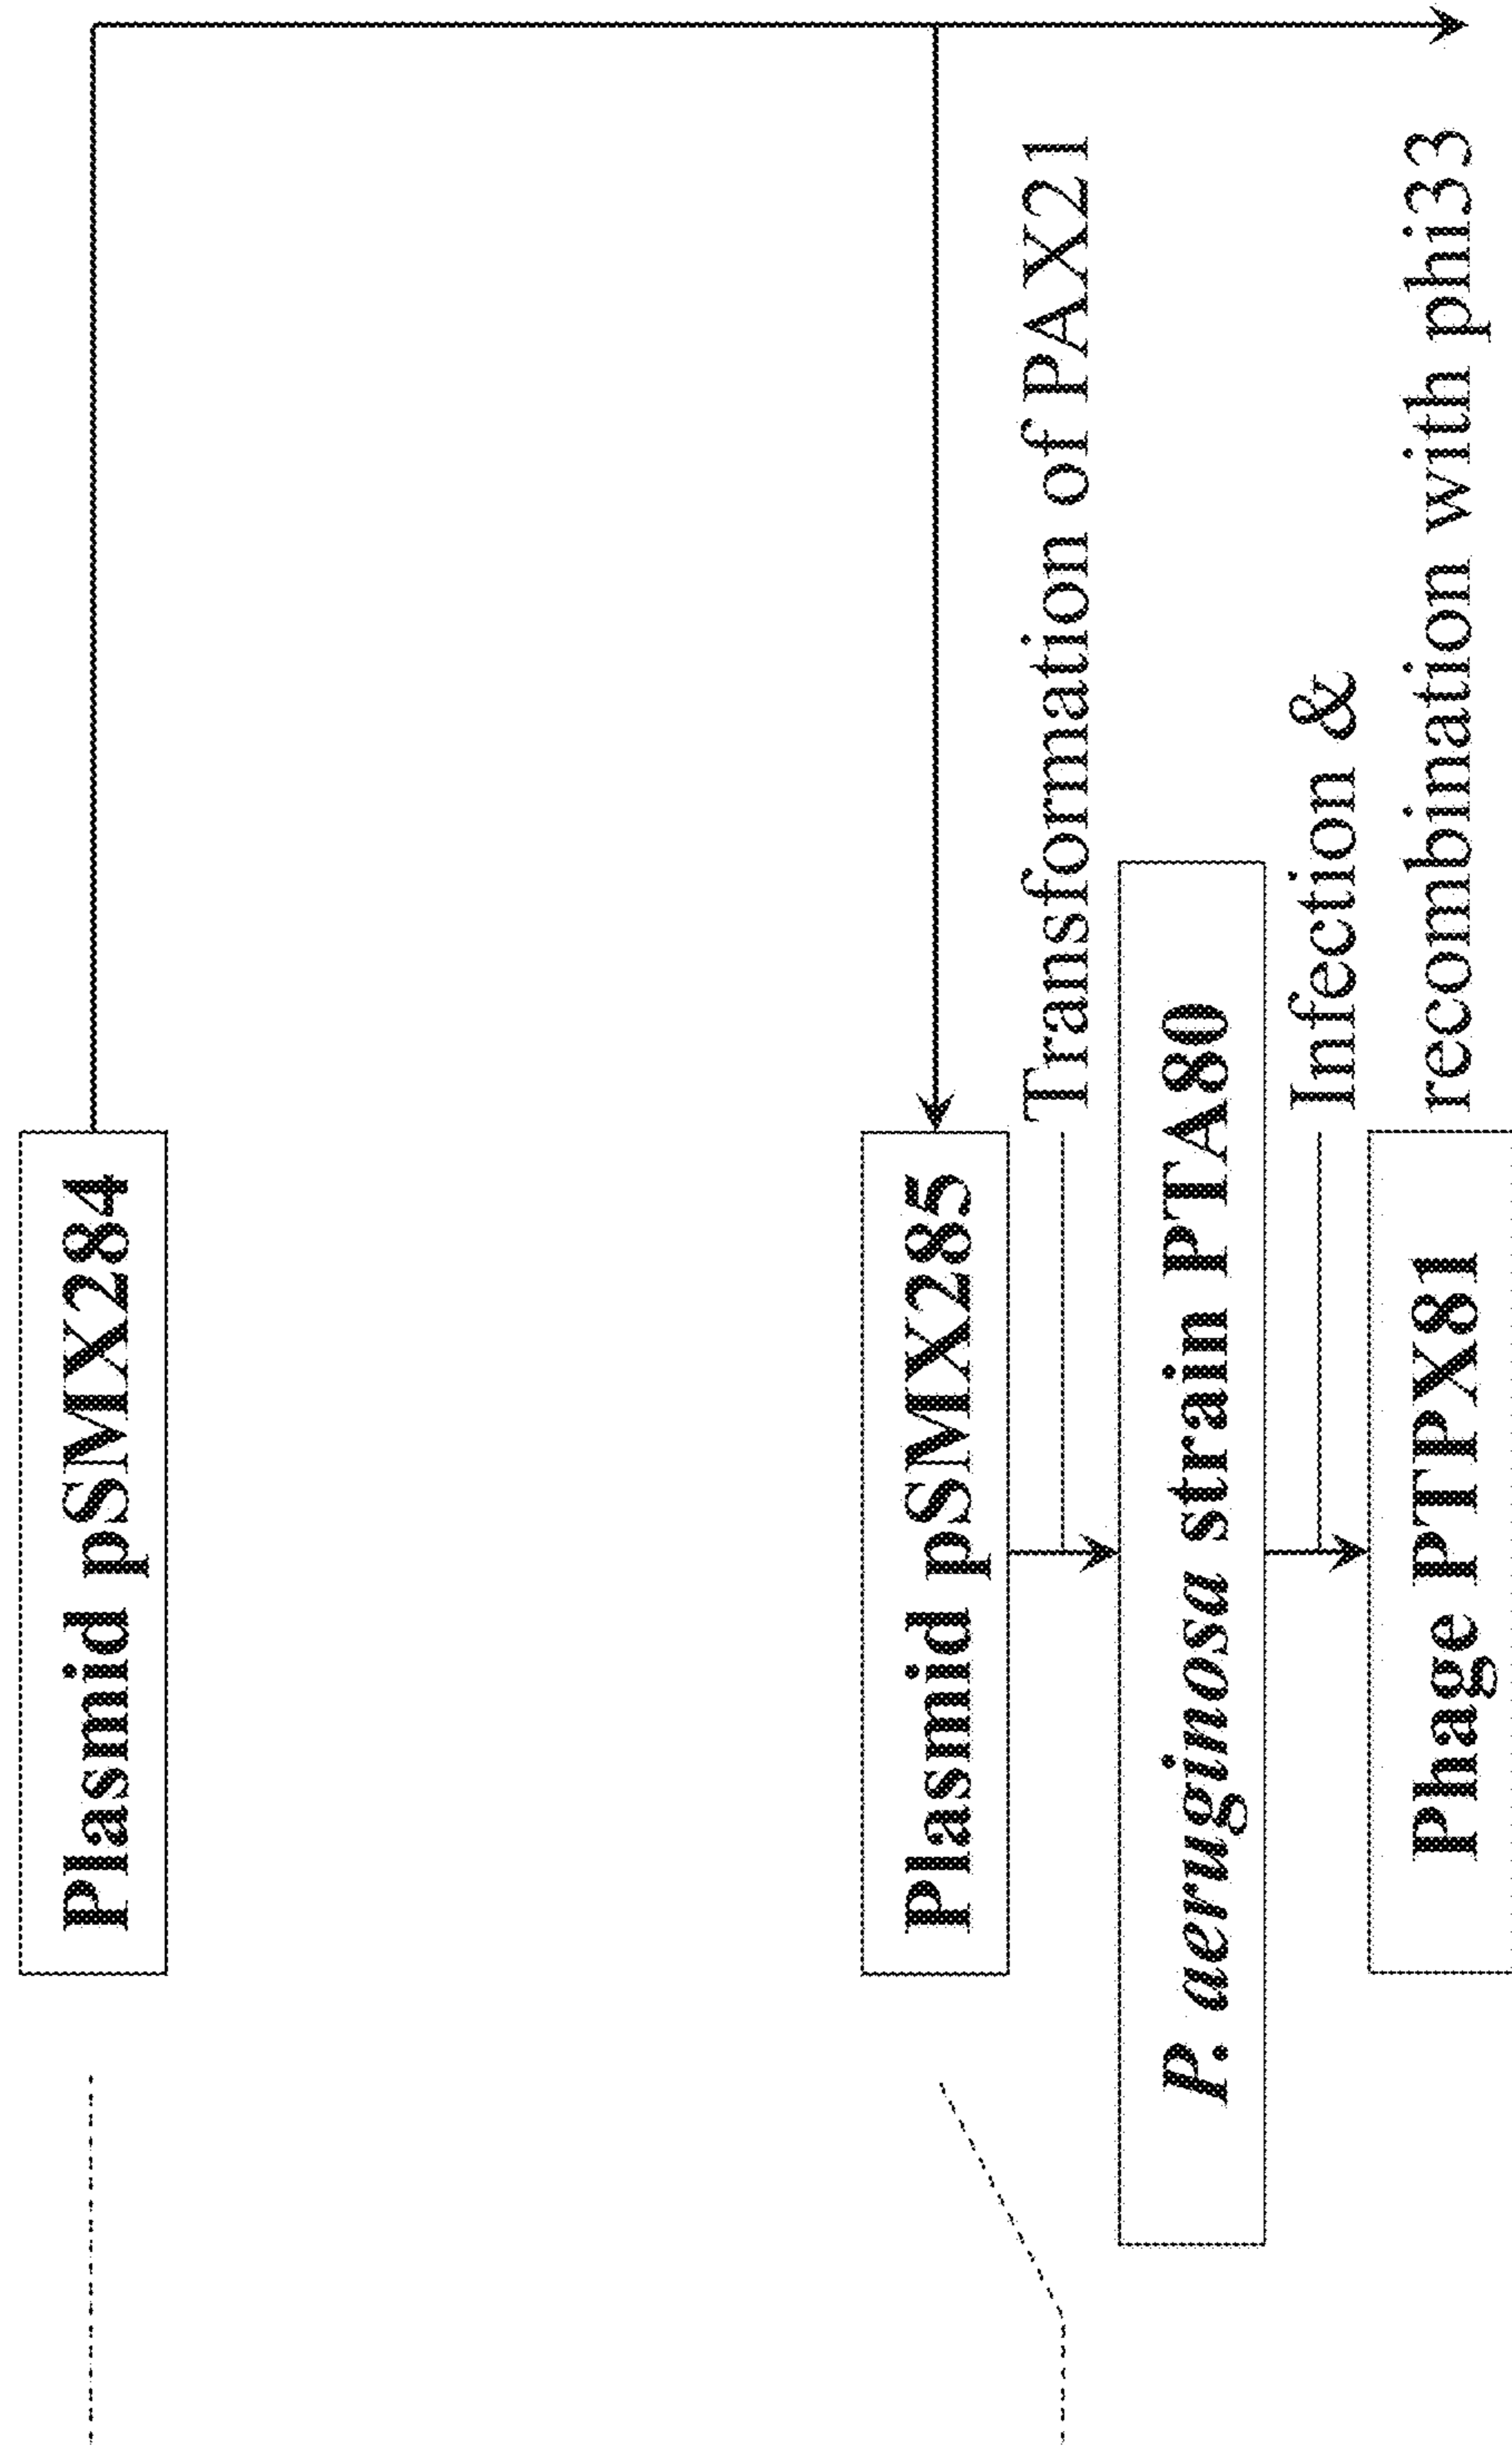 Plasmid pSMX284
Plasmid pSMX285
Transformation of PAX21
P. aeruginosa strain PTA80
Infection &
recombination with phi33
Phage PTPX81